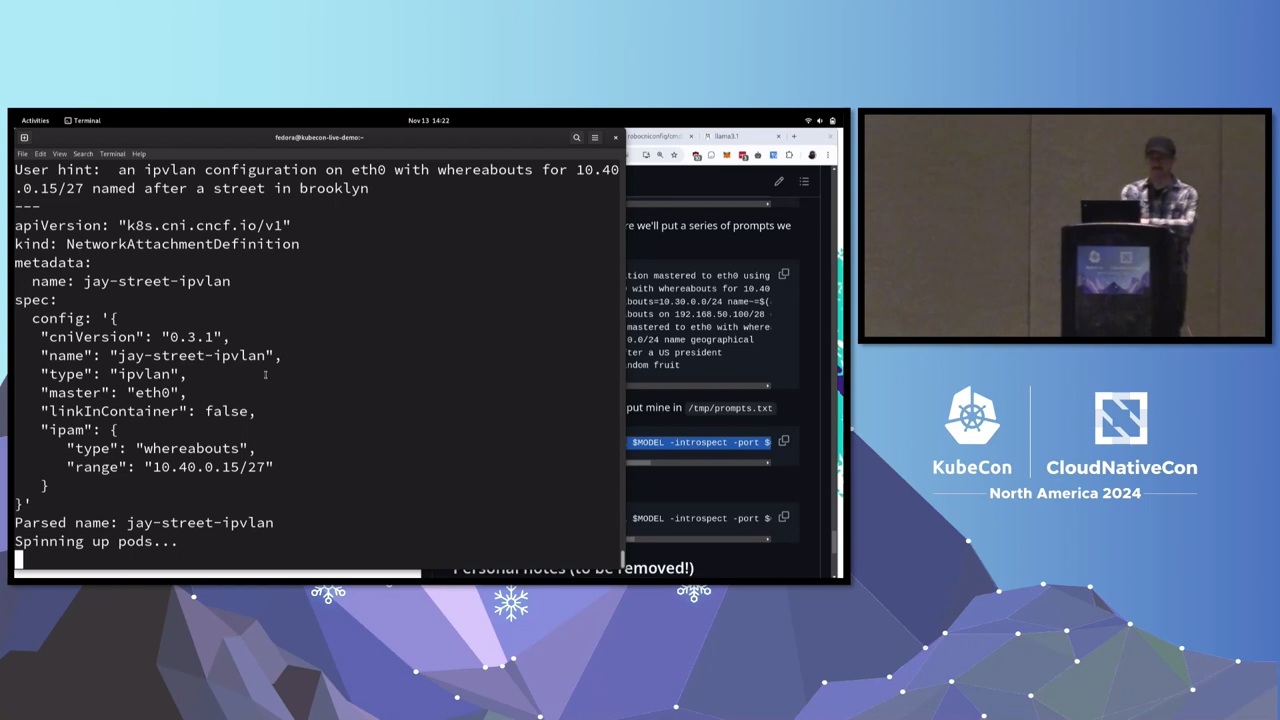 Activities
Terminal
Nov 13 14:22
fedora@kubecon-live-demo:~
File Edit View Search Terminal Help
User hint:  an ipvlan configuration on eth0 with whereabouts for 10.40
.0.15/27 named after a street in brooklyn
---
apiVersion: "k8s.cni.cncf.io/v1"
kind: NetworkAttachmentDefinition
metadata:
  name: jay-street-ipvlan
spec:
  config: '{
   "cniVersion": "0.3.1",
   "name": "jay-street-ipvlan",
   "type": "ipvlan",
   "master": "eth0",
   "linkInContainer": false,
   "ipam": {
      "type": "whereabouts",
      "range": "10.40.0.15/27"
   }
}'
Parsed name: jay-street-ipvlan
Spinning up pods...
robocniconfig/cmd
llama3.1
re we'll put a series of prompts we
tion mastered to eth0 using
0 with whereabouts for 10.40
abouts=10.30.0.0/24 name~=$(
abouts on 192.168.50.100/28
mastered to eth0 with where
0.0/24 name geographical
fter a US president
ndom fruit
put mine in /tmp/prompts.txt
$MODEL -introspect -port $
$MODEL -introspect -port $
Personal notes (to be removed!)
KubeCon
CloudNativeCon
North America 2024